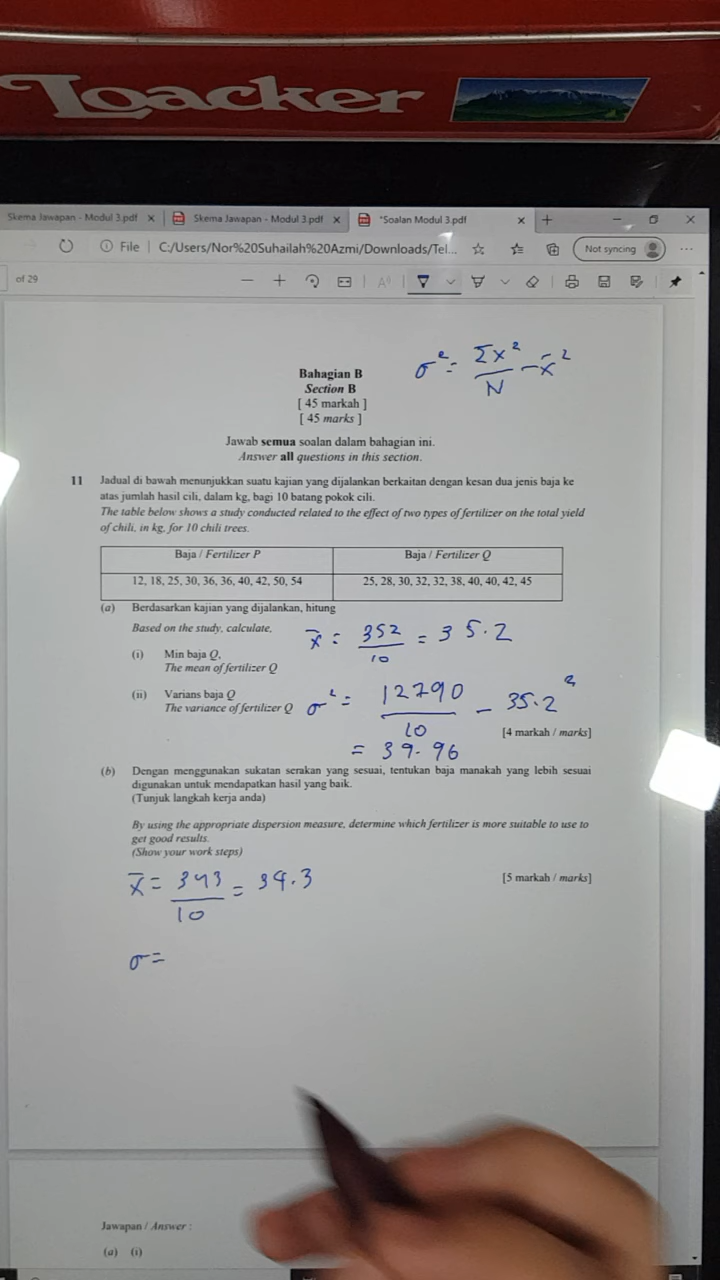 Loacker
Skema Jawapan - Modul 3.pdf
Skema Jawapan - Modul 3.pdf
*Soalan Modul 3.pdf
File
C:/Users/Nor%20Suhailah%20Azmi/Downloads/Tel...
Not syncing
of 29
Bahagian B
Section B
[ 45 markah ]
[ 45 marks ]
σ² = Σx²/N - x̄²
Jawab semua soalan dalam bahagian ini.
Answer all questions in this section.
11 Jadual di bawah menunjukkan suatu kajian yang dijalankan berkaitan dengan kesan dua jenis baja ke
atas jumlah hasil cili, dalam kg, bagi 10 batang pokok cili.
The table below shows a study conducted related to the effect of two types of fertilizer on the total yield
of chili, in kg, for 10 chili trees.
Baja / Fertilizer P Baja / Fertilizer Q
12, 18, 25, 30, 36, 36, 40, 42, 50, 54 25, 28, 30, 32, 32, 38, 40, 40, 42, 45
(a) Berdasarkan kajian yang dijalankan, hitung
Based on the study, calculate,
x̄ = 352/10 = 35.2
(i) Min baja Q,
The mean of fertilizer Q
(ii) Varians baja Q
The variance of fertilizer Q
σ² = 12790/10 - 35.2²
[4 markah / marks]
= 39.96
(b) Dengan menggunakan sukatan serakan yang sesuai, tentukan baja manakah yang lebih sesuai
digunakan untuk mendapatkan hasil yang baik.
(Tunjuk langkah kerja anda)
By using the appropriate dispersion measure, determine which fertilizer is more suitable to use to
get good results.
(Show your work steps)
[5 markah / marks]
x̄ = 343/10 = 34.3
σ =
Jawapan / Answer :
(a) (i)